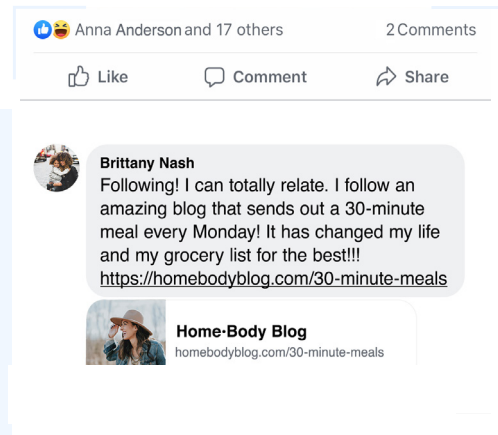 Anna Anderson and 17 others 2 Comments
Like Comment Share
Brittany Nash
Following! I can totally relate. I follow an
amazing blog that sends out a 30-minute
meal every Monday! It has changed my life
and my grocery list for the best!!!
https://homebodyblog.com/30-minute-meals
Home·Body Blog
homebodyblog.com/30-minute-meals